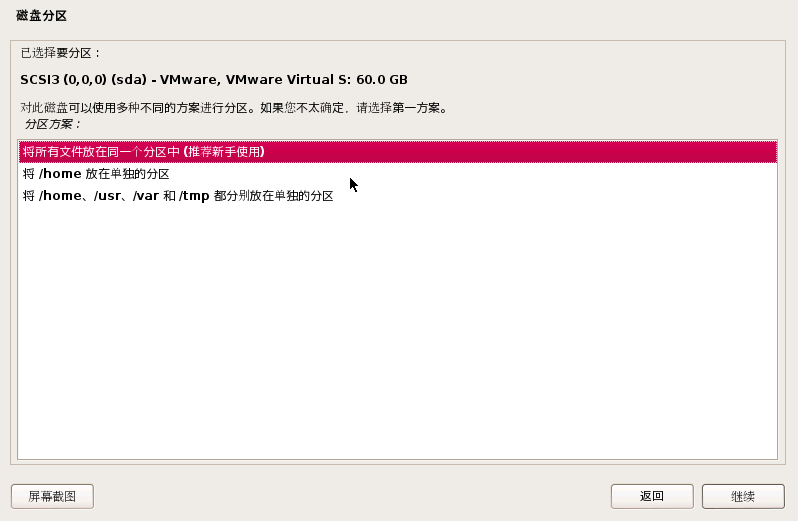 磁盘分区
已选择要分区：
SCSI3 (0,0,0) (sda) - VMware, VMware Virtual S: 60.0 GB
对此磁盘可以使用多种不同的方案进行分区。如果您不太确定，请选择第一方案。
分区方案：
将所有文件放在同一个分区中 (推荐新手使用)
将 /home 放在单独的分区
将 /home、/usr、/var 和 /tmp 都分别放在单独的分区
屏幕截图
返回
继续